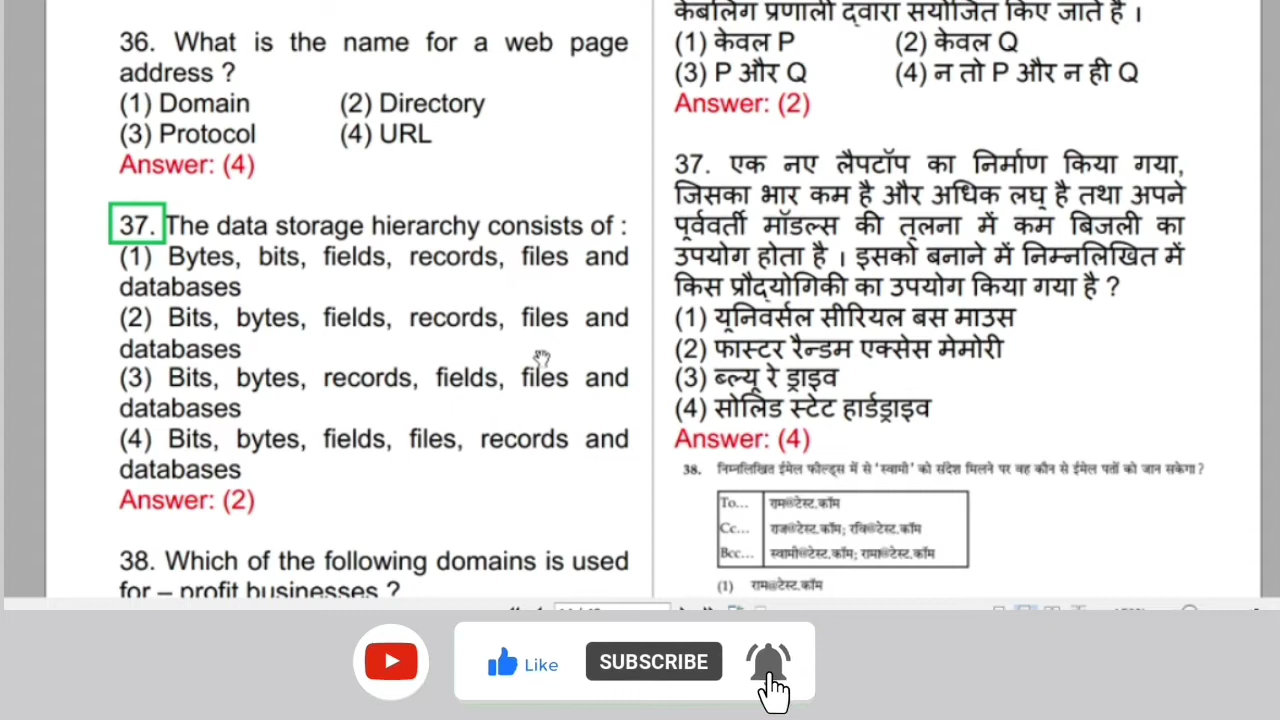 36. What is the name for a web page
address ?
(1) Domain (2) Directory
(3) Protocol (4) URL
Answer: (4)
37. The data storage hierarchy consists of :
(1) Bytes, bits, fields, records, files and
databases
(2) Bits, bytes, fields, records, files and
databases
(3) Bits, bytes, records, fields, files and
databases
(4) Bits, bytes, fields, files, records and
databases
Answer: (2)
38. Which of the following domains is used
for – profit businesses ?
केबलिंग प्रणाली द्वारा संयोजित किए जाते है ।
(1) केवल P (2) केवल Q
(3) P और Q (4) न तो P और न ही Q
Answer: (2)
37. एक नए लैपटॉप का निर्माण किया गया,
जिसका भार कम है और अधिक लघु है तथा अपने
पूर्ववर्ती मॉडल्स की तुलना में कम बिजली का
उपयोग होता है । इसको बनाने में निम्नलिखित में
किस प्रौद्योगिकी का उपयोग किया गया है ?
(1) यूनिवर्सल सीरियल बस माउस
(2) फास्टर रैन्डम एक्सेस मेमोरी
(3) ब्ल्यू रे ड्राइव
(4) सोलिड स्टेट हार्डड्राइव
Answer: (4)
38. निम्नलिखित ईमेल फील्ड्स में से 'स्वामी' को संदेश मिलने पर वह कौन से ईमेल पतों को जान सकेगा ?
To... राम@टेस्ट.कॉम
Cc... राज@टेस्ट.कॉम; रवि@टेस्ट.कॉम
Bcc... स्वामी@टेस्ट.कॉम; रामा@टेस्ट.कॉम
(1) राम@टेस्ट.कॉम
Like SUBSCRIBE